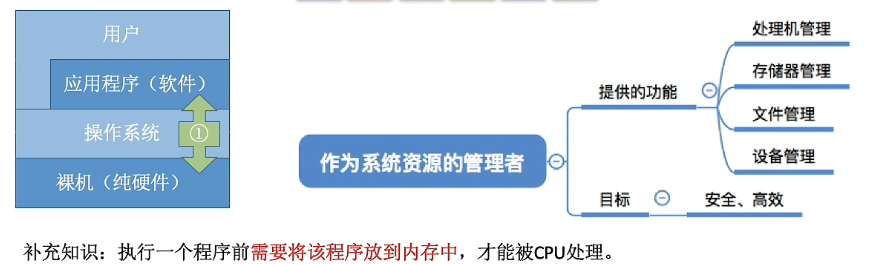 用户
应用程序（软件）
操作系统
①
裸机（纯硬件）
作为系统资源的管理者
提供的功能
处理机管理
存储器管理
文件管理
设备管理
目标
安全、高效
补充知识：执行一个程序前需要将该程序放到内存中，才能被CPU处理。